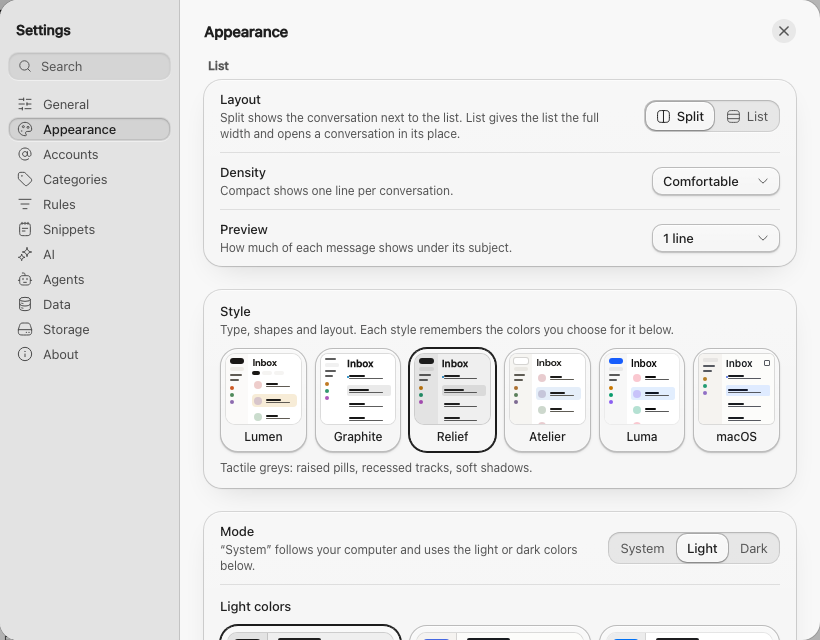 Settings
Search
General
Appearance
Accounts
Categories
Rules
Snippets
AI
Agents
Data
Storage
About
Appearance
List
Layout
Split shows the conversation next to the list. List gives the list the full
width and opens a conversation in its place.
Split
List
Density
Compact shows one line per conversation.
Comfortable
Preview
How much of each message shows under its subject.
1 line
Style
Type, shapes and layout. Each style remembers the colors you choose for it below.
Inbox
Inbox
Inbox
Inbox
Inbox
Inbox
Lumen
Graphite
Relief
Atelier
Luma
macOS
Tactile greys: raised pills, recessed tracks, soft shadows.
Mode
“System” follows your computer and uses the light or dark colors
below.
System
Light
Dark
Light colors